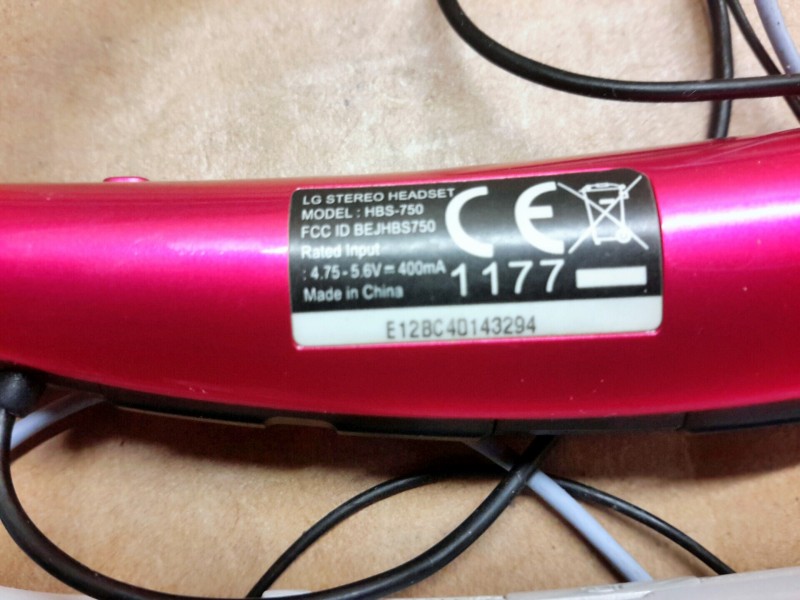 LG STEREO HEADSET
MODEL : HBS-750
FCC ID BEJHBS750
Rated Input
: 4.75 - 5.6V ⎓ 400mA
Made in China
CE
1177
E12BC40143294